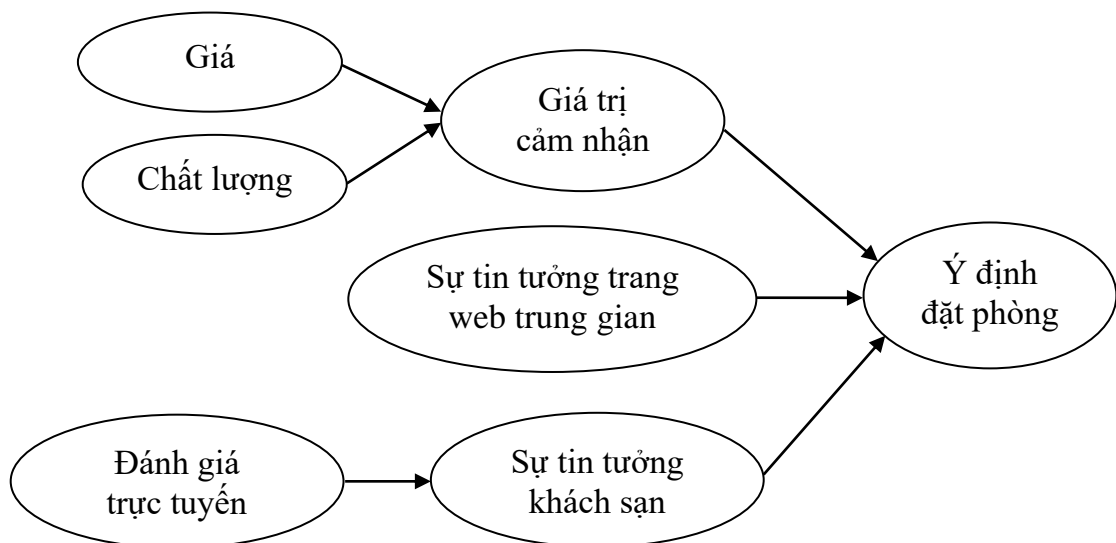 Giá
Giá trị
cảm nhận
Chất lượng
Sự tin tưởng trang
web trung gian
Ý định
đặt phòng
Đánh giá
trực tuyến
Sự tin tưởng
khách sạn